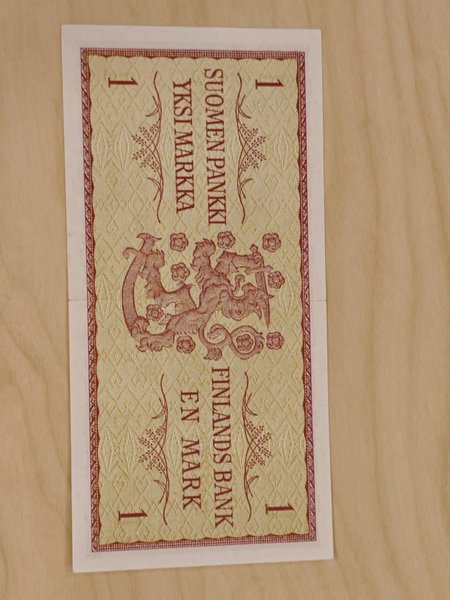 1
SUOMEN PANKKI
YKSI MARKKA
1
FINLANDS BANK
EN MARK
1
1